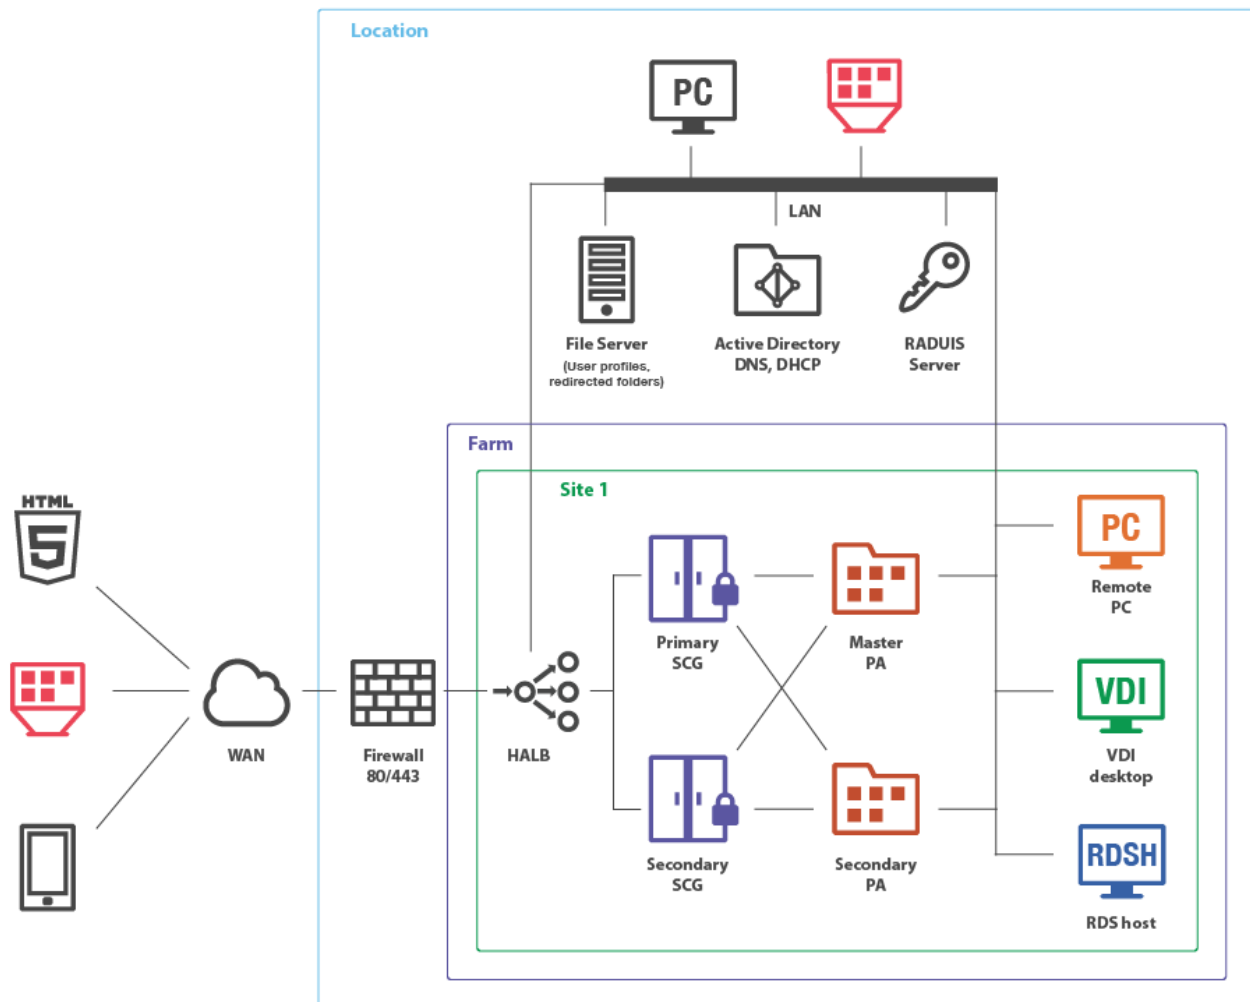 Location
PC
LAN
File Server
(User profiles,
redirected folders)
Active Directory
DNS, DHCP
RADUIS
Server
Farm
Site 1
HTML
5
WAN
Firewall
80/443
HALB
Primary
SCG
Master
PA
Secondary
SCG
Secondary
PA
PC
Remote
PC
VDI
VDI
desktop
RDSH
RDS host